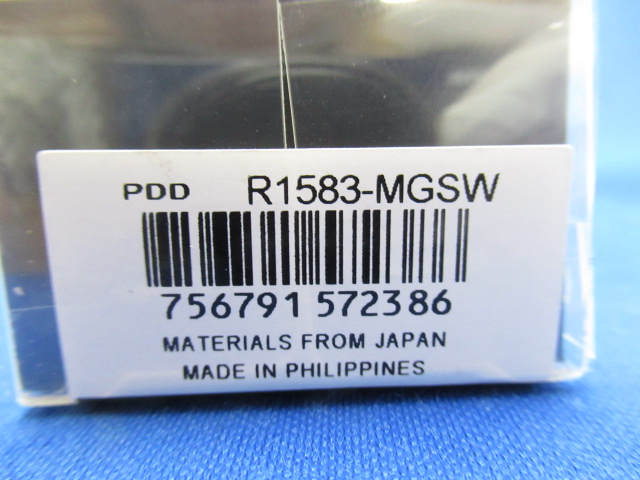 PDD R1583-MGSW
756791 572386
MATERIALS FROM JAPAN
MADE IN PHILIPPINES